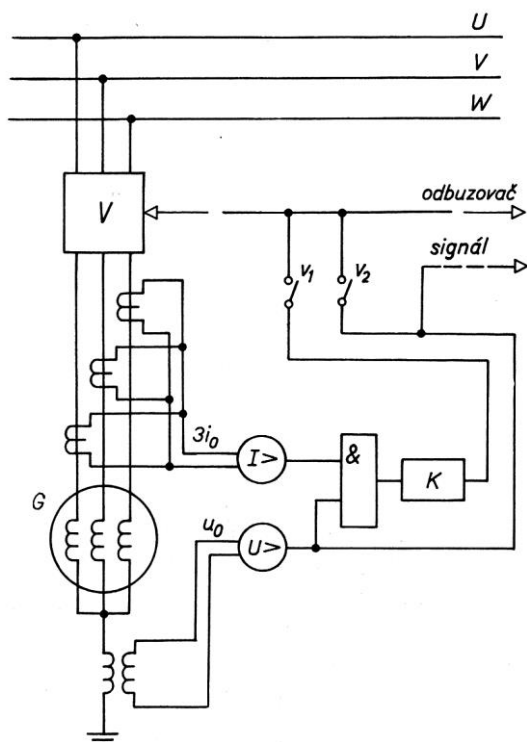 U
V
W
V
odbuzovač
signál
v₁
v₂
3i₀
I>
&
K
G
u₀
U>